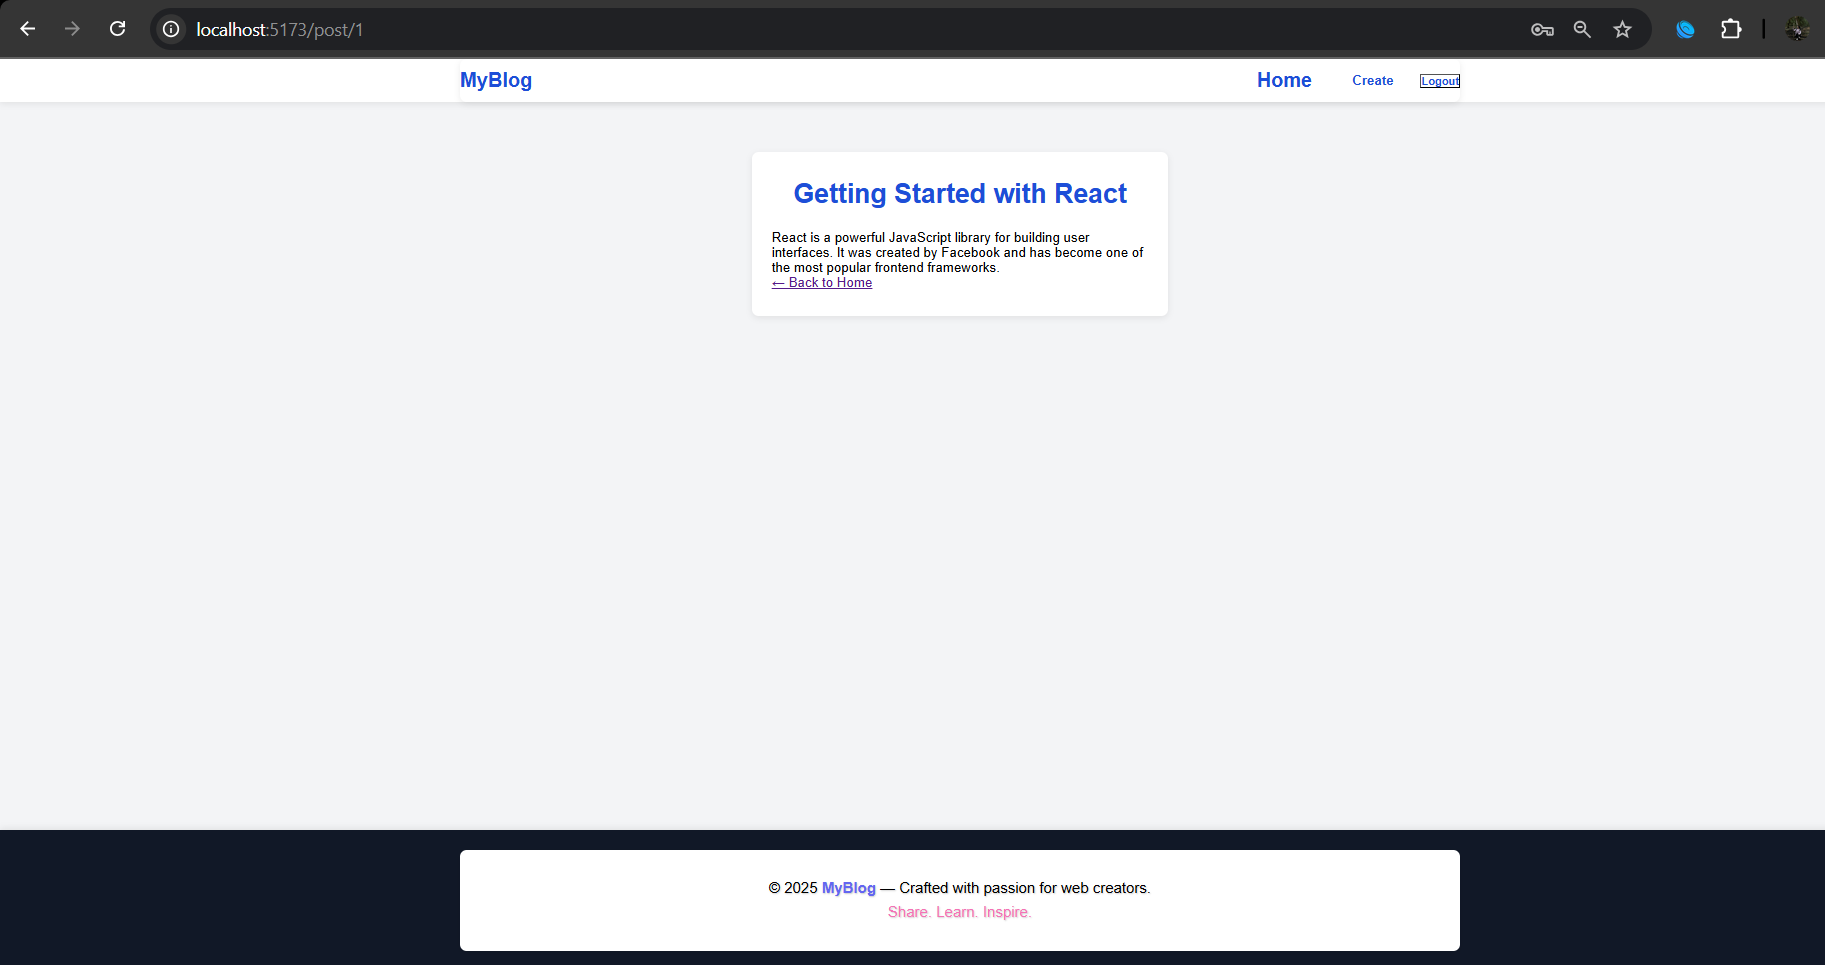 localhost:5173/post/1
MyBlog Home Create Logout
Getting Started with React
React is a powerful JavaScript library for building user
interfaces. It was created by Facebook and has become one of
the most popular frontend frameworks.
← Back to Home
© 2025 MyBlog — Crafted with passion for web creators.
Share. Learn. Inspire.